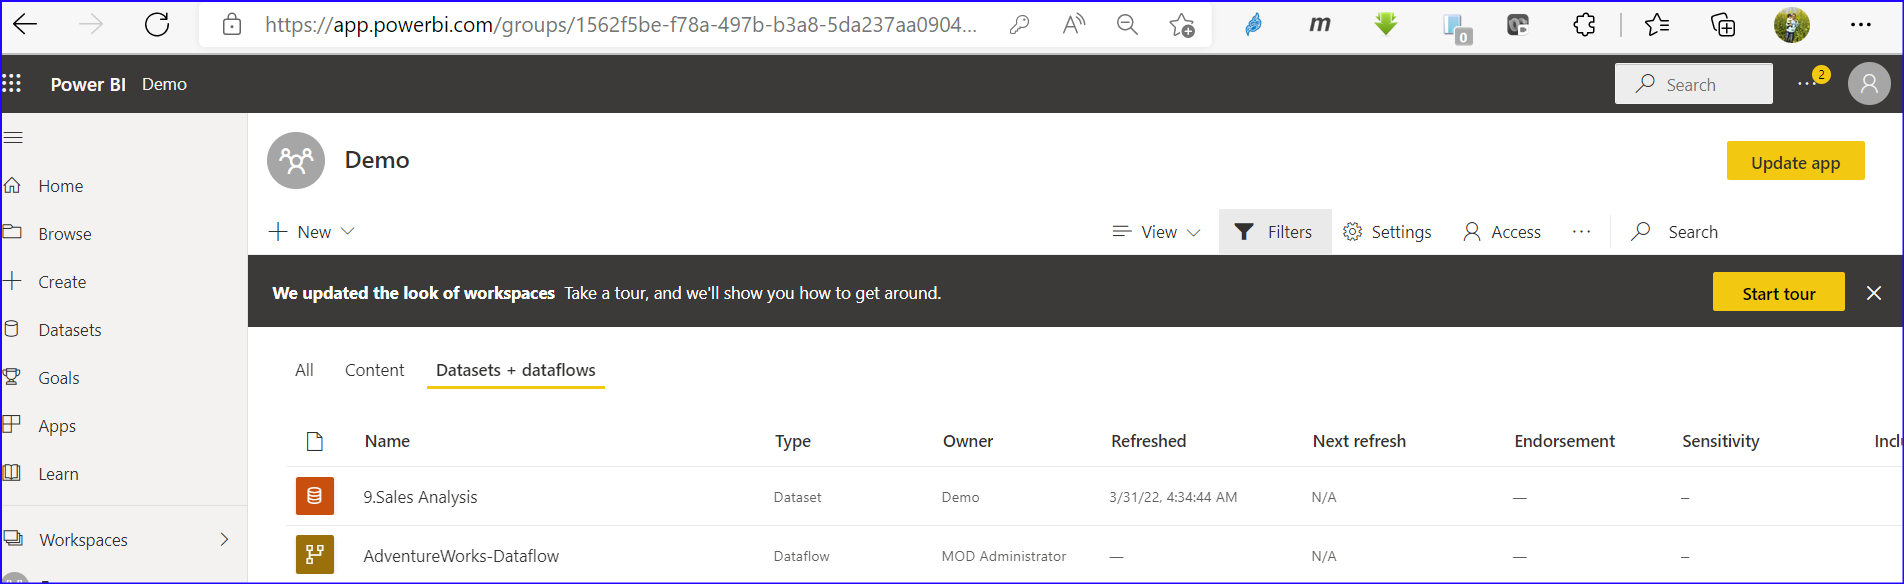 https://app.powerbi.com/groups/1562f5be-f78a-497b-b3a8-5da237aa0904...
A
m
0
Power BI Demo
Search
2
Demo
Update app
Home
Browse
Create
Datasets
Goals
Apps
Learn
Workspaces
New
View
Filters
Settings
Access
Search
We updated the look of workspaces Take a tour, and we'll show you how to get around.
Start tour
All Content Datasets + dataflows
Name Type Owner Refreshed Next refresh Endorsement Sensitivity Inclu
9.Sales Analysis Dataset Demo 3/31/22, 4:34:44 AM N/A — –
AdventureWorks-Dataflow Dataflow MOD Administrator — N/A — –